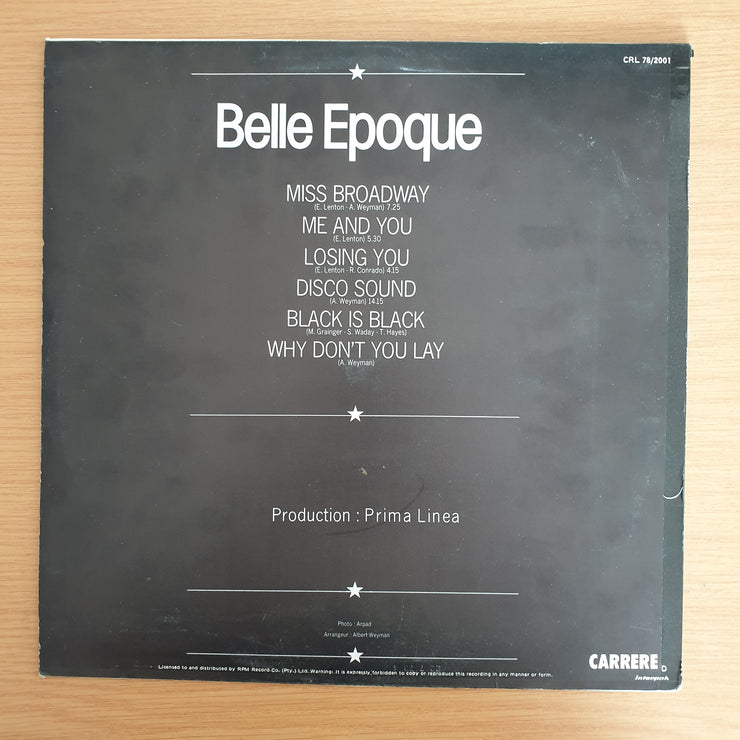 CRL 78/2001
Belle Epoque
MISS BROADWAY
(E. Lenton - A. Weyman) 7.25
ME AND YOU
(E. Lenton) 5.30
LOSING YOU
(E. Lenton - R. Conrado) 4.15
DISCO SOUND
(A. Weyman) 14.15
BLACK IS BLACK
(M. Grainger - S. Waday - T. Hayes)
WHY DON'T YOU LAY
(A. Weyman)
Production : Prima Linea
Photo : Arpad
Arrangeur : Albert Weyman
Licensed to and distributed by RPM Record Co. (Pty.) Ltd. Warning: It is expressly forbidden to copy or reproduce this recording in any manner or form.
CARRERE D
Interpak